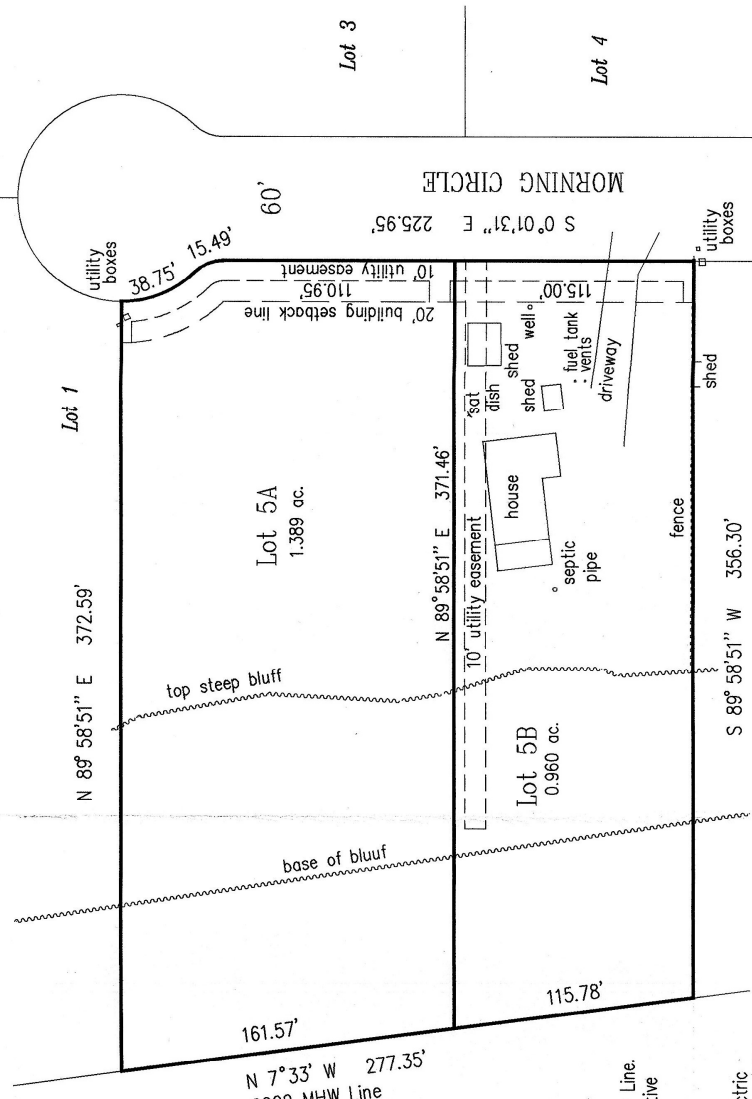 Lot 3
Lot 4
60'
MORNING CIRCLE
S 0°01'31" E 225.95'
utility
boxes
38.75'
15.49'
10' utility easement
110.95'
20' building setback line
115.00'
utility
boxes
Lot 1
well
shed
sat
dish
shed
fuel tank
vents
driveway
shed
N 89°58'51" E 372.59'
Lot 5A
1.389 ac.
N 89°58'51" E 371.46'
10' utility easement
house
septic
pipe
fence
S 89°58'51" W 356.30'
top steep bluff
Lot 5B
0.960 ac.
base of bluuf
161.57'
115.78'
N 7°33' W 277.35'
MHW Line
Line.